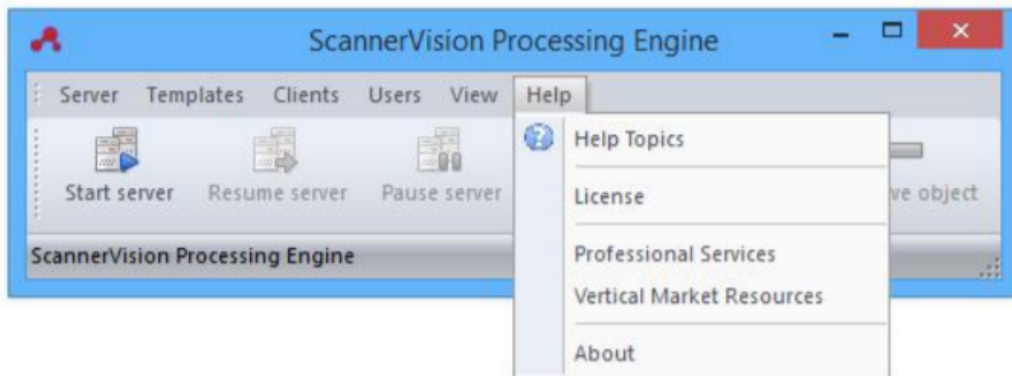 ScannerVision Processing Engine
Server Templates Clients Users View Help
Help Topics
Start server Resume server Pause server
License
object
ScannerVision Processing Engine
Professional Services
Vertical Market Resources
About